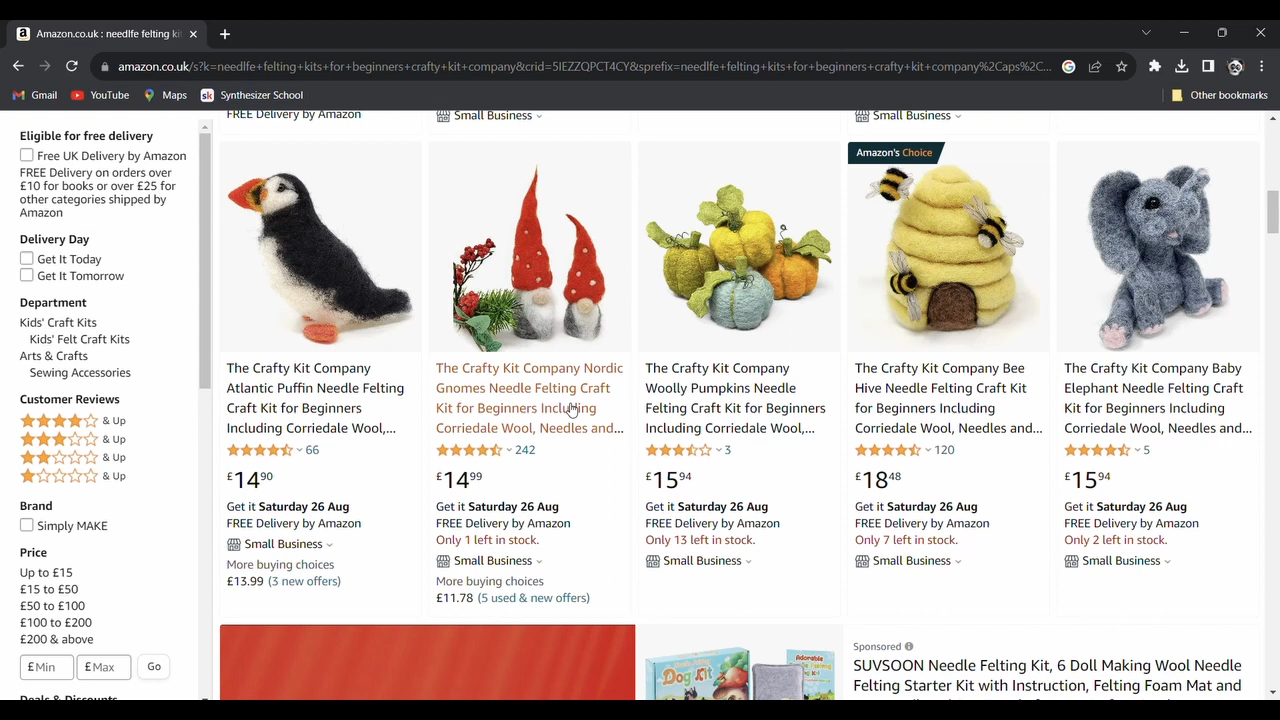 Amazon.co.uk : needlfe felting kit
amazon.co.uk/s?k=needlfe+felting+kits+for+beginners+crafty+kit+company&crid=5IEZZQPCT4CY&sprefix=needlfe+felting+kits+for+beginners+crafty+kit+company%2Caps%2C...
Gmail
YouTube
Maps
sk Synthesizer School
Other bookmarks
Eligible for free delivery
Free UK Delivery by Amazon
FREE Delivery on orders over
£10 for books or over £25 for
other categories shipped by
Amazon
Delivery Day
Get It Today
Get It Tomorrow
Department
Kids' Craft Kits
Kids' Felt Craft Kits
Arts & Crafts
Sewing Accessories
Customer Reviews
& Up
& Up
& Up
& Up
Brand
Simply MAKE
Price
Up to £15
£15 to £50
£50 to £100
£100 to £200
£200 & above
£Min £Max Go
Deals & Discounts
FREE Delivery by Amazon
Small Business
Small Business
The Crafty Kit Company
Atlantic Puffin Needle Felting
Craft Kit for Beginners
Including Corriedale Wool,...
66
£14 90
Get it Saturday 26 Aug
FREE Delivery by Amazon
Small Business
More buying choices
£13.99 (3 new offers)
The Crafty Kit Company Nordic
Gnomes Needle Felting Craft
Kit for Beginners Including
Corriedale Wool, Needles and...
242
£14 99
Get it Saturday 26 Aug
FREE Delivery by Amazon
Only 1 left in stock.
Small Business
More buying choices
£11.78 (5 used & new offers)
The Crafty Kit Company
Woolly Pumpkins Needle
Felting Craft Kit for Beginners
Including Corriedale Wool,...
3
£15 94
Get it Saturday 26 Aug
FREE Delivery by Amazon
Only 13 left in stock.
Small Business
Amazon's Choice
The Crafty Kit Company Bee
Hive Needle Felting Craft Kit
for Beginners Including
Corriedale Wool, Needles and...
120
£18 48
Get it Saturday 26 Aug
FREE Delivery by Amazon
Only 7 left in stock.
Small Business
The Crafty Kit Company Baby
Elephant Needle Felting Craft
Kit for Beginners Including
Corriedale Wool, Needles and...
5
£15 94
Get it Saturday 26 Aug
FREE Delivery by Amazon
Only 2 left in stock.
Small Business
Dog Kit
Sponsored
SUVSOON Needle Felting Kit, 6 Doll Making Wool Needle
Felting Starter Kit with Instruction, Felting Foam Mat and